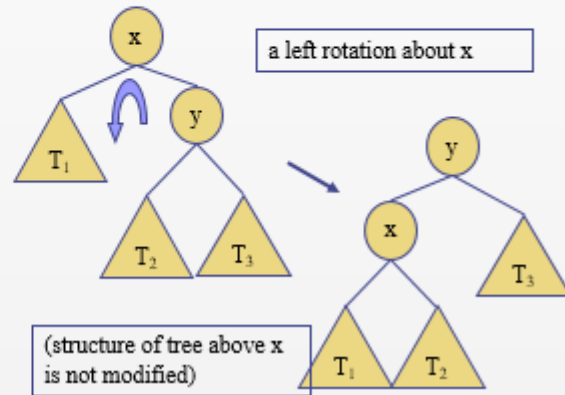 x
a left rotation about x
y
T₁
y
x
T₂
T₃
T₃
(structure of tree above x
is not modified)
T₁
T₂